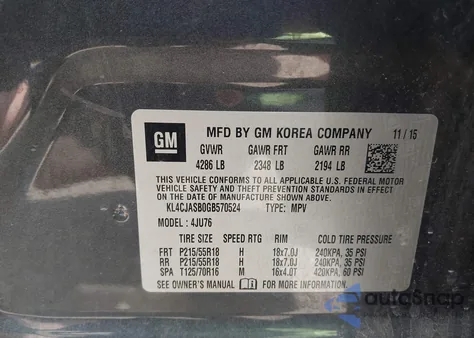 GM
MFD BY GM KOREA COMPANY 11/15
GVWR GAWR FRT GAWR RR
4286 LB 2348 LB 2194 LB
THIS VEHICLE CONFORMS TO ALL APPLICABLE U.S. FEDERAL MOTOR
VEHICLE SAFETY AND THEFT PREVENTION STANDARDS IN EFFECT ON
THE DATE OF MANUFACTURE SHOWN ABOVE.
KL4CJASB0GB570524 TYPE: MPV
MODEL: 4JU76
TIRE SIZE SPEED RTG RIM COLD TIRE PRESSURE
FRT P215/55R18 H 18x7.0J 240KPA, 35 PSI
RR P215/55R18 H 18x7.0J 240KPA, 35 PSI
SPA T125/70R16 M 16x4.0T 420KPA, 60 PSI
SEE OWNER'S MANUAL FOR MORE INFORMATION
autoSnap